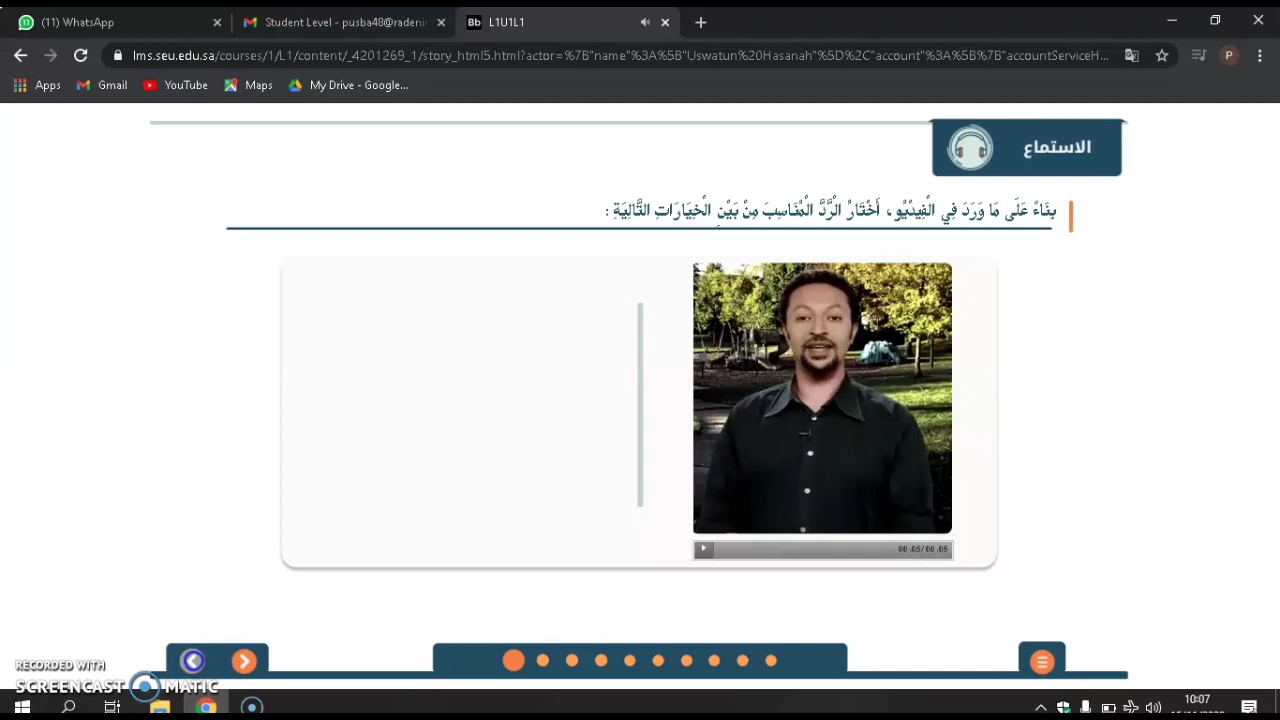 (11) WhatsApp
Student Level - pusba48@radenin
Bb L1U1L1
lms.seu.edu.sa/courses/1/L1/content/_4201269_1/story_html5.html?actor=%7B"name"%3A%5B"Uswatun%20Hasanah"%5D%2C"account"%3A%5B%7B"accountServiceH...
P
Apps
Gmail
YouTube
Maps
My Drive - Google...
الاستماع
بِنَاءً عَلَى مَا وَرَدَ فِي الْفِيدْيُو، أَخْتَارُ الْرَّدَّ الْمُنَاسِبَ مِنْ بَيْنِ الْخِيَارَاتِ التَّالِيَةِ :
00:05/00:05
RECORDED WITH
SCREENCAST MATIC
10:07